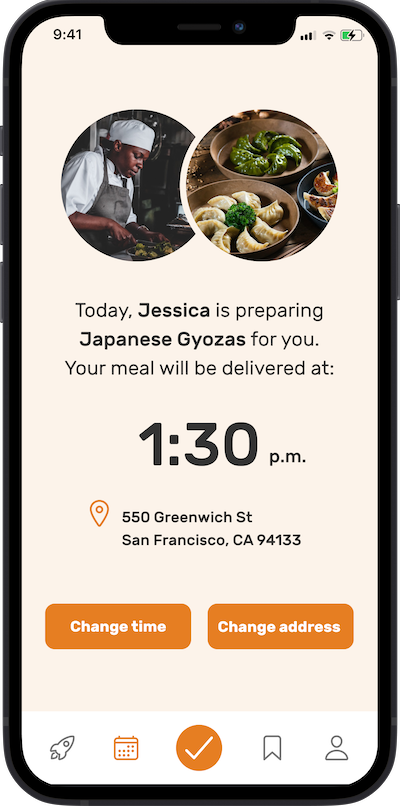 9:41
Today, Jessica is preparing
Japanese Gyozas for you.
Your meal will be delivered at:
1:30 p.m.
550 Greenwich St
San Francisco, CA 94133
Change time
Change address